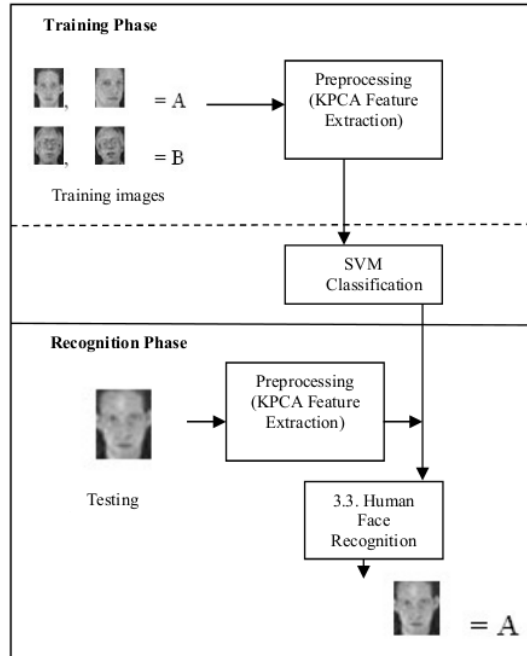 Training Phase
, = A
, = B
Training images
Preprocessing
(KPCA Feature
Extraction)
SVM
Classification
Recognition Phase
Preprocessing
(KPCA Feature
Extraction)
Testing
3.3. Human
Face
Recognition
= A